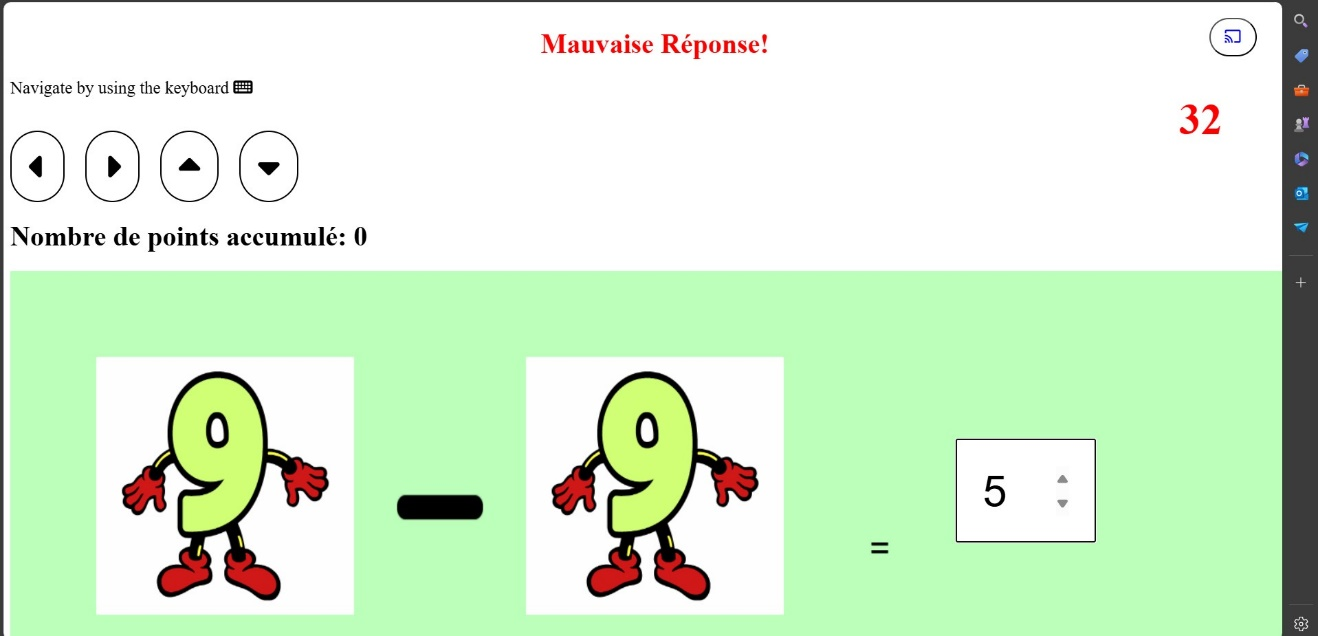 Mauvaise Réponse!
Navigate by using the keyboard
32
Nombre de points accumulé: 0
9 - 9 = 5